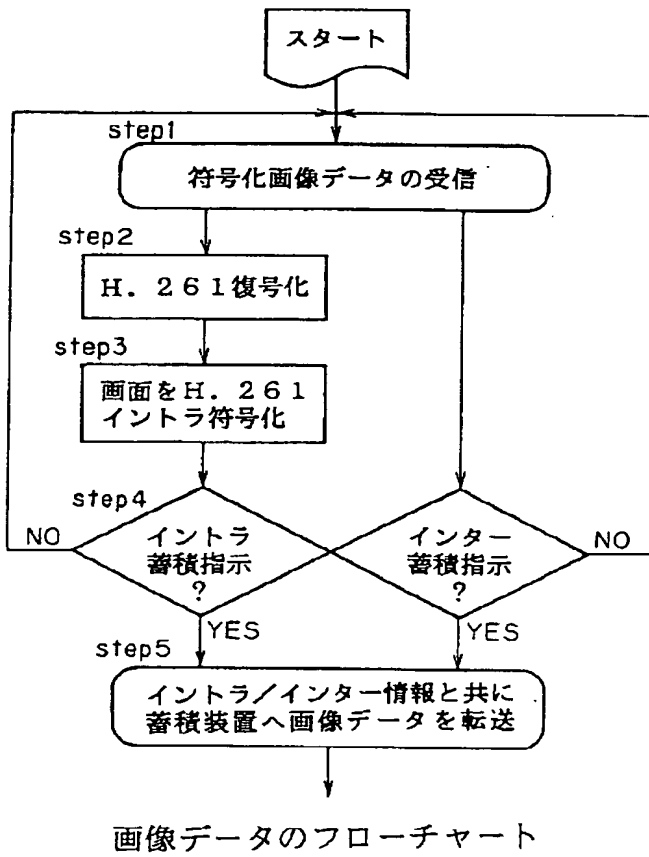 スタート
step1
符号化画像データの受信
step2
H．261復号化
step3
画面をH．261
イントラ符号化
step4
NO
イントラ
蓄積指示
?
インター
蓄積指示
?
NO
YES
YES
step5
イントラ／インター情報と共に
蓄積装置へ画像データを転送
画像データのフローチャート